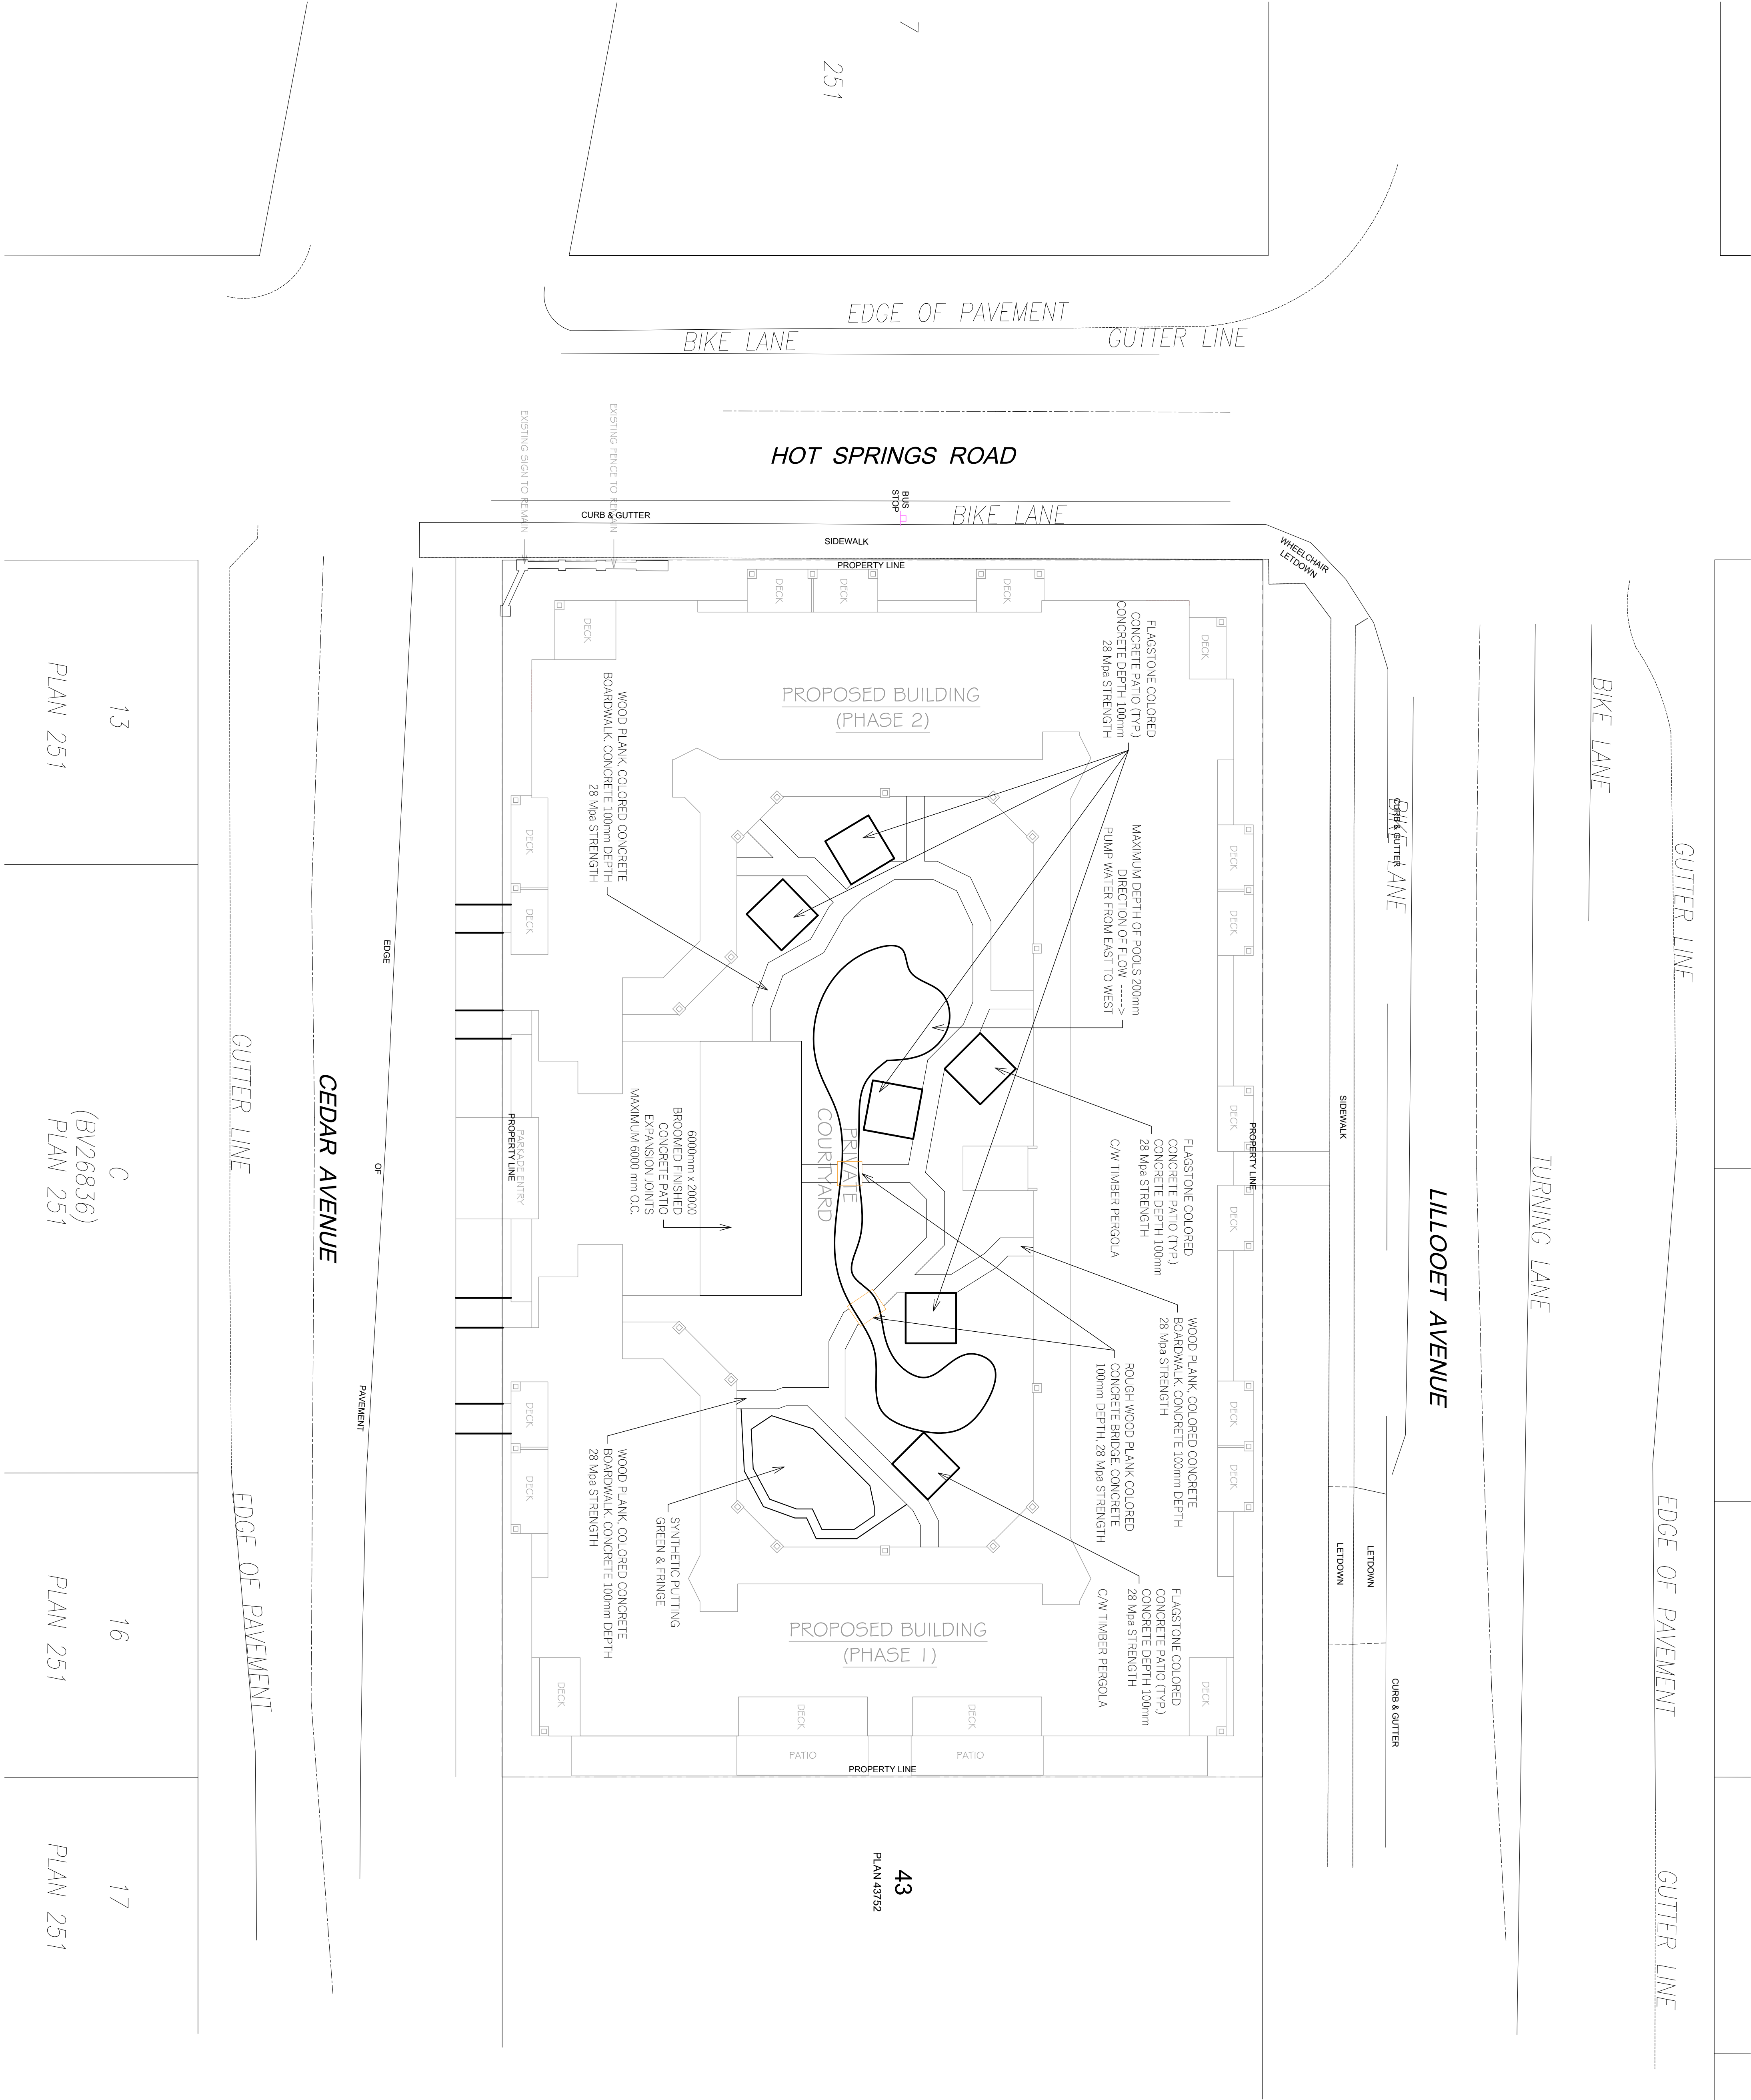 7
251
EDGE OF PAVEMENT
BIKE LANE
GUTTER LINE
HOT SPRINGS ROAD
EXISTING SIGN TO REMAIN
EXISTING FENCE TO REMAIN
BUS
STOP
CURB & GUTTER
BIKE LANE
SIDEWALK
WHEELCHAIR
LETDOWN
PROPERTY LINE
DECK
DECK
DECK
DECK
DECK
PROPOSED BUILDING
(PHASE 2)
FLAGSTONE COLORED
CONCRETE PATIO (TYP.)
CONCRETE DEPTH 100mm
28 Mpa STRENGTH
WOOD PLANK, COLORED CONCRETE
BOARDWALK. CONCRETE 100mm DEPTH
28 Mpa STRENGTH
MAXIMUM DEPTH OF POOLS 200mm
DIRECTION OF FLOW ----->
PUMP WATER FROM EAST TO WEST
BIKE LANE
BIKE LANE
CURB & GUTTER
GUTTER LINE
DECK
DECK
DECK
DECK
DECK
DECK
DECK
DECK
DECK
DECK
PRIVATE
COURTYARD
6000mm x 20000
BROOMED FINISHED
CONCRETE PATIO
EXPANSION JOINTS
MAXIMUM 6000 mm O.C.
FLAGSTONE COLORED
CONCRETE PATIO (TYP.)
CONCRETE DEPTH 100mm
28 Mpa STRENGTH
C/W TIMBER PERGOLA
PROPERTY LINE
SIDEWALK
LILLOOET AVENUE
TURNING LANE
PARKADE ENTRY
PROPERTY LINE
CEDAR AVENUE
EDGE
OF
PAVEMENT
GUTTER LINE
EDGE OF PAVEMENT
WOOD PLANK, COLORED CONCRETE
BOARDWALK. CONCRETE 100mm DEPTH
28 Mpa STRENGTH
ROUGH WOOD PLANK COLORED
CONCRETE BRIDGE. CONCRETE
100mm DEPTH, 28 Mpa STRENGTH
WOOD PLANK, COLORED CONCRETE
BOARDWALK. CONCRETE 100mm DEPTH
28 Mpa STRENGTH
SYNTHETIC PUTTING
GREEN & FRINGE
FLAGSTONE COLORED
CONCRETE PATIO (TYP.)
CONCRETE DEPTH 100mm
28 Mpa STRENGTH
C/W TIMBER PERGOLA
LETDOWN
LETDOWN
CURB & GUTTER
EDGE OF PAVEMENT
GUTTER LINE
PROPOSED BUILDING
(PHASE 1)
DECK
DECK
DECK
DECK
PATIO
PATIO
PROPERTY LINE
43
PLAN 43752
13
PLAN 251
C
(BV26836)
PLAN 251
16
PLAN 251
17
PLAN 251